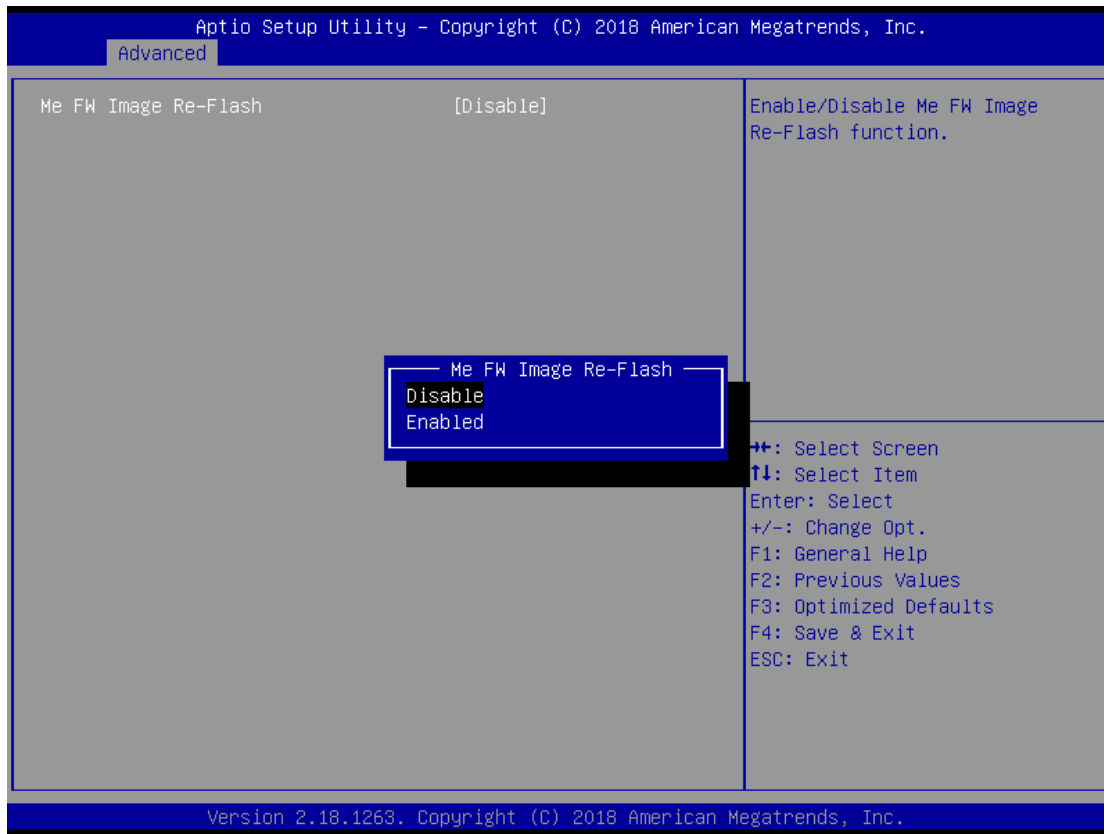 Aptio Setup Utility – Copyright (C) 2018 American Megatrends, Inc.
Advanced
Me FW Image Re-Flash [Disable]
Enable/Disable Me FW Image
Re-Flash function.
Me FW Image Re-Flash
Disable
Enabled
→←: Select Screen
↑↓: Select Item
Enter: Select
+/-: Change Opt.
F1: General Help
F2: Previous Values
F3: Optimized Defaults
F4: Save & Exit
ESC: Exit
Version 2.18.1263. Copyright (C) 2018 American Megatrends, Inc.